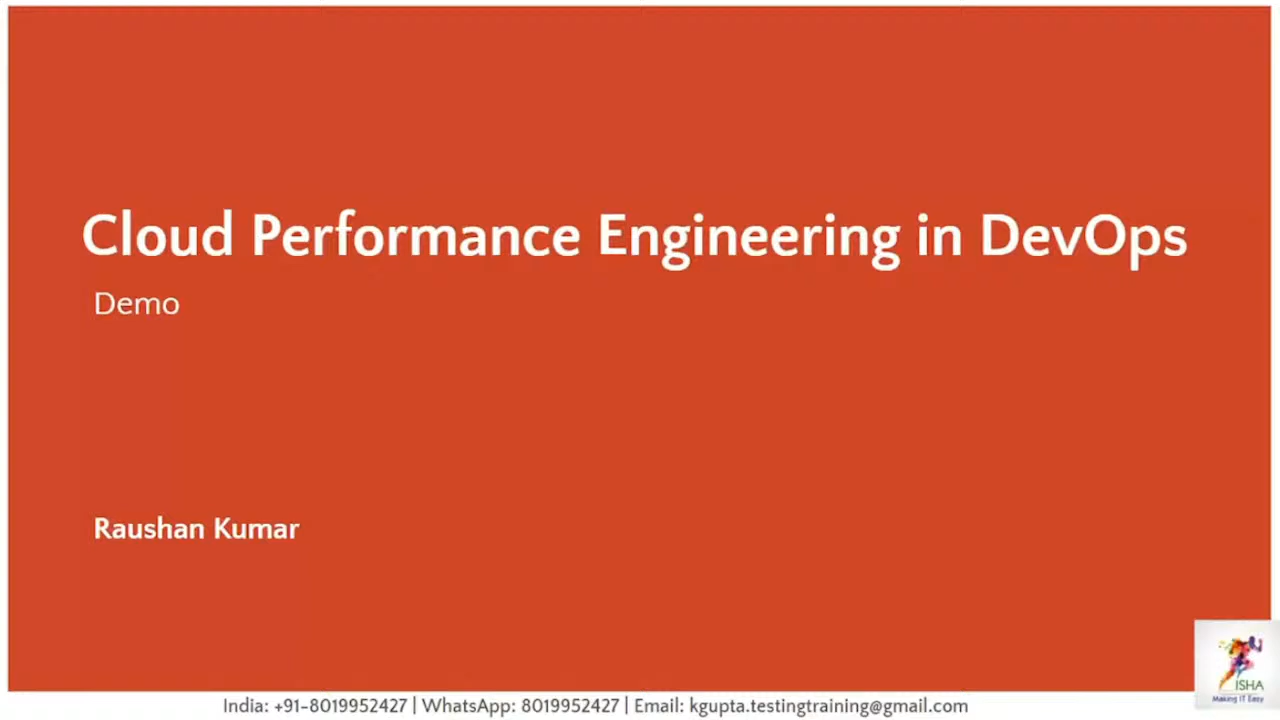 Cloud Performance Engineering in DevOps
Demo
Raushan Kumar
ISHA
Making IT Easy
India: +91-8019952427 | WhatsApp: 8019952427 | Email: kgupta.testingtraining@gmail.com